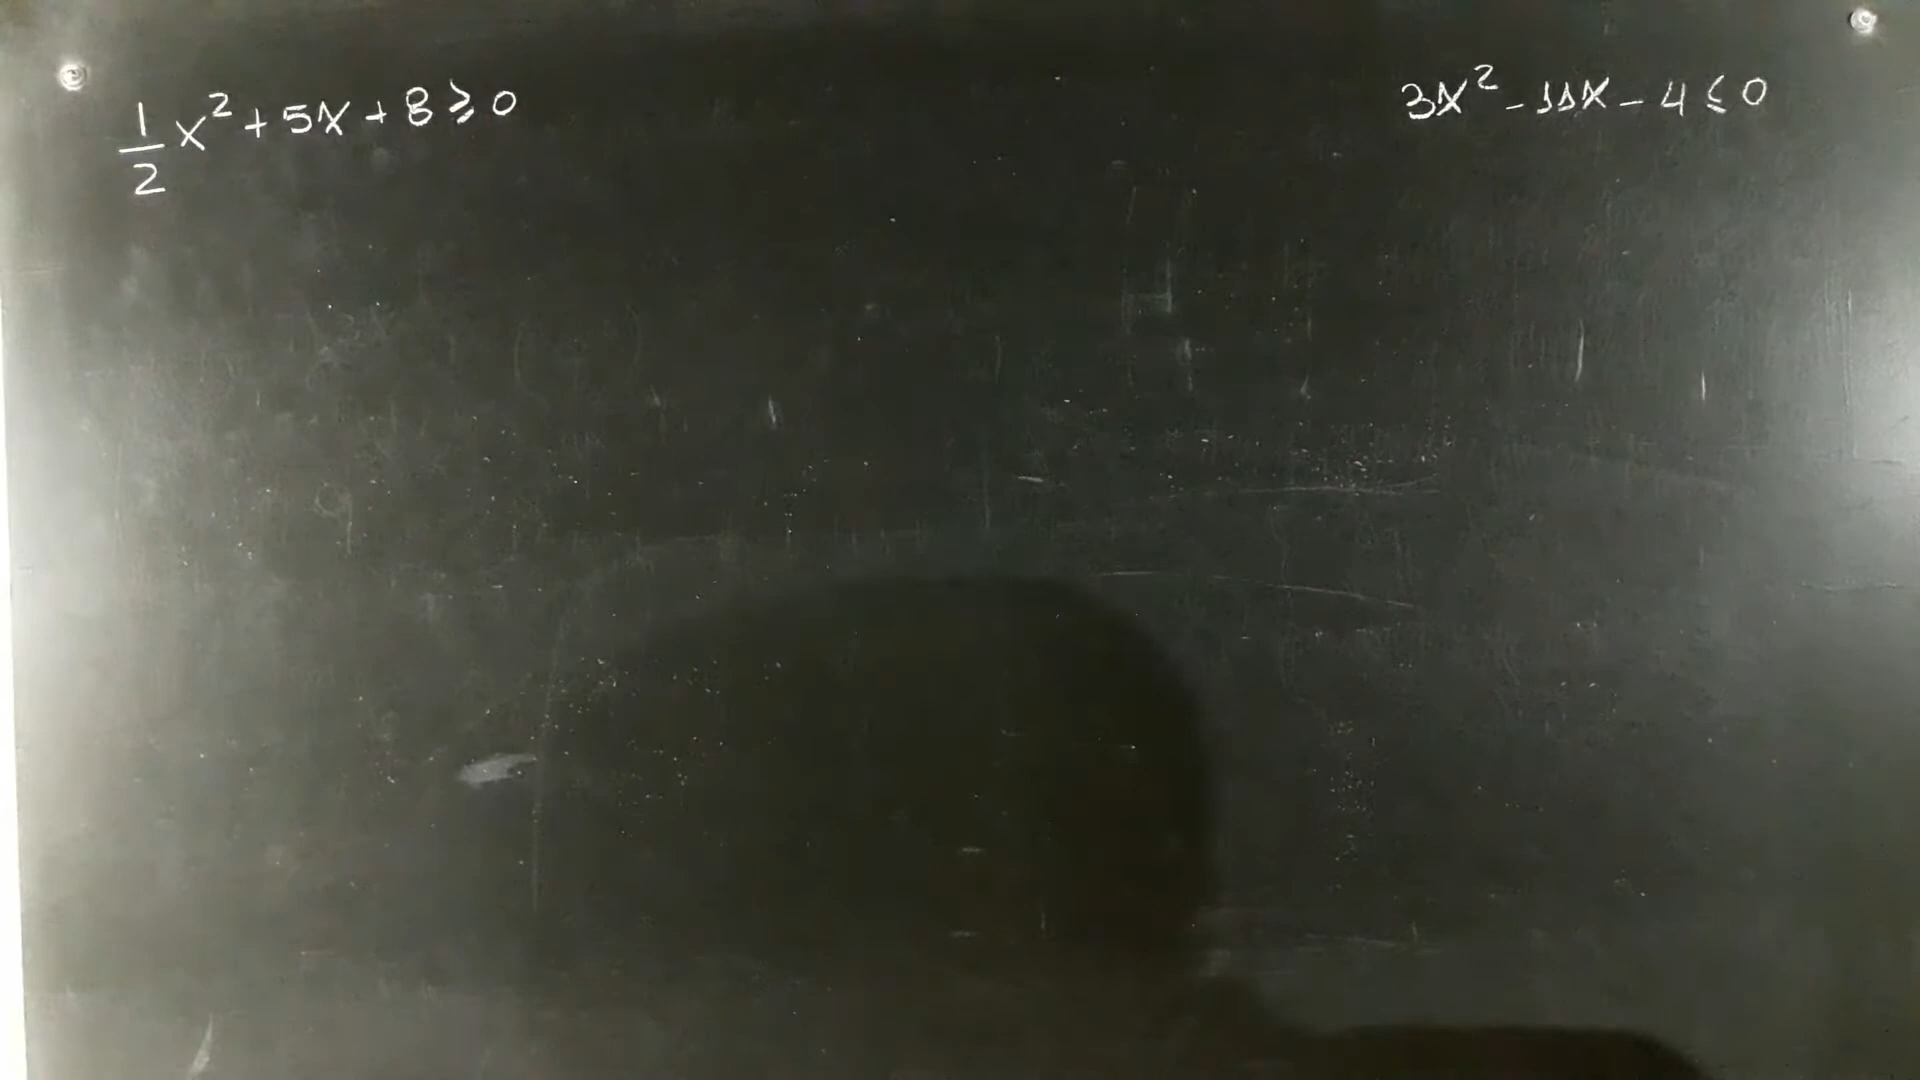 1/2 x² + 5x + 8 ≥ 0
3x² - 11x - 4 ≤ 0